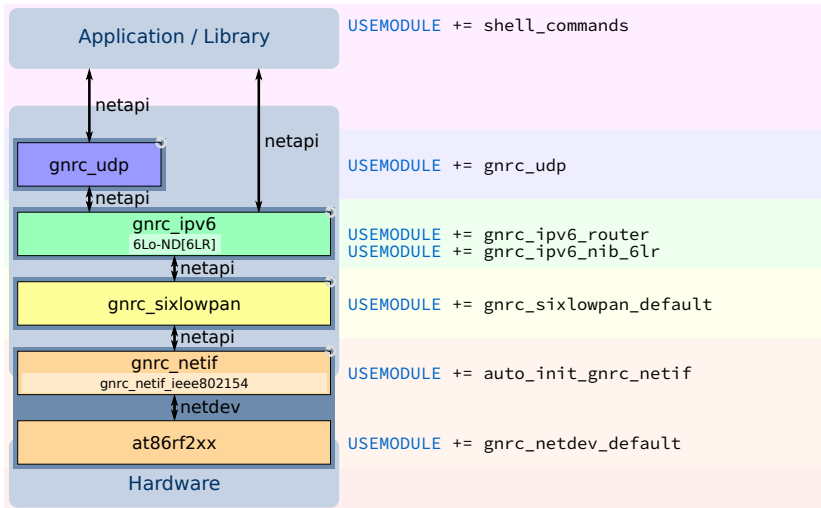 Application / Library
USEMODULE += shell_commands
netapi
netapi
gnrc_udp
USEMODULE += gnrc_udp
netapi
gnrc_ipv6
6Lo-ND[6LR]
USEMODULE += gnrc_ipv6_router
USEMODULE += gnrc_ipv6_nib_6lr
netapi
gnrc_sixlowpan
USEMODULE += gnrc_sixlowpan_default
netapi
gnrc_netif
gnrc_netif_ieee802154
USEMODULE += auto_init_gnrc_netif
netdev
at86rf2xx
USEMODULE += gnrc_netdev_default
Hardware